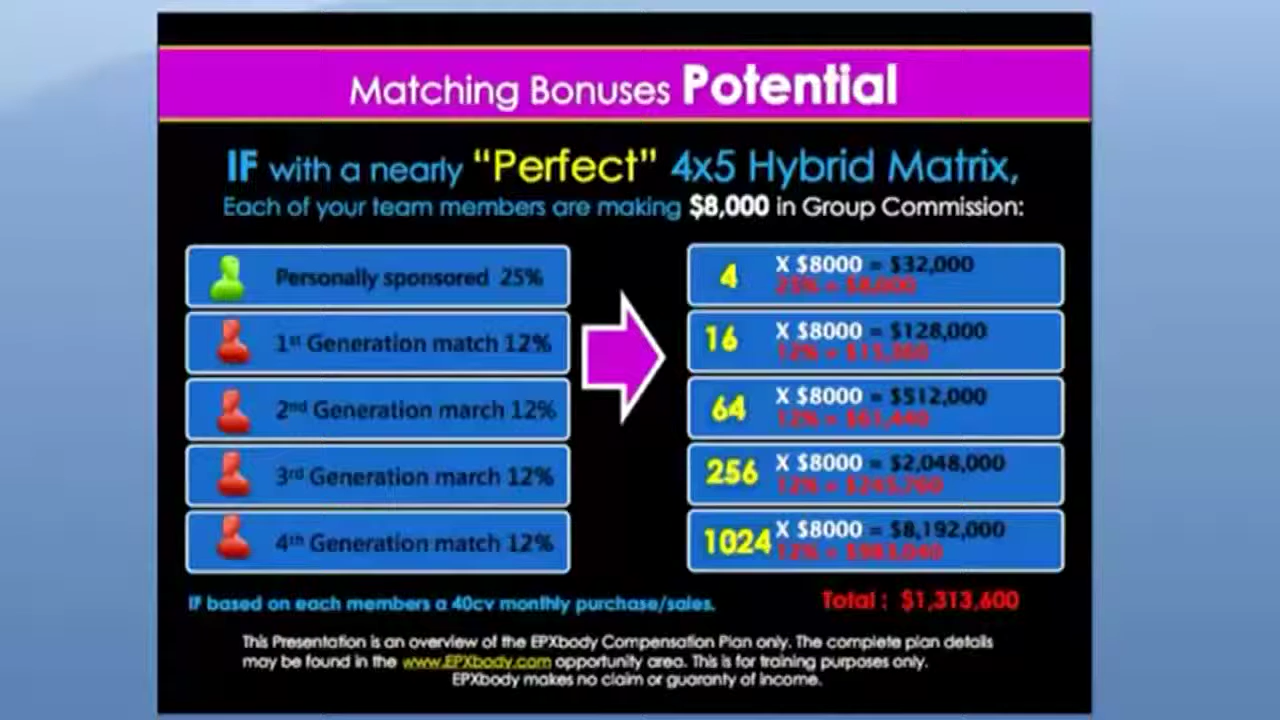 Matching Bonuses Potential
IF with a nearly “Perfect” 4x5 Hybrid Matrix,
Each of your team members are making $8,000 in Group Commission:
Personally sponsored 25%
4 X $8000 = $32,000
25% = $8,000
1st Generation match 12%
16 X $8000 = $128,000
12% = $15,360
2nd Generation march 12%
64 X $8000 = $512,000
12% = $61,440
3rd Generation march 12%
256 X $8000 = $2,048,000
12% = $245,760
4th Generation match 12%
1024 X $8000 = $8,192,000
12% = $983,040
IF based on each members a 40cv monthly purchase/sales.
Total : $1,313,600
This Presentation is an overview of the EPXbody Compensation Plan only. The complete plan details
may be found in the www.EPXbody.com opportunity area. This is for training purposes only.
EPXbody makes no claim or guaranty of income.